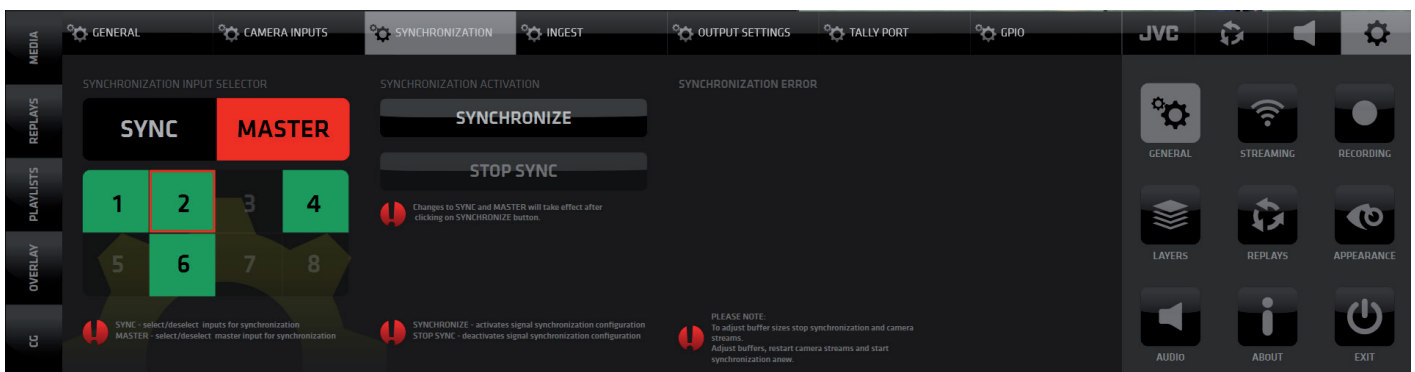 MEDIA
REPLAYS
PLAYLISTS
OVERLAY
CG
GENERAL
CAMERA INPUTS
SYNCHRONIZATION
INGEST
OUTPUT SETTINGS
TALLY PORT
GPIO
JVC
SYNCHRONIZATION INPUT SELECTOR
SYNC
MASTER
1
2
3
4
5
6
7
8
SYNC - select/deselect inputs for synchronization
MASTER - select/deselect master input for synchronization
SYNCHRONIZATION ACTIVATION
SYNCHRONIZE
STOP SYNC
Changes to SYNC and MASTER will take effect after
clicking on SYNCHRONIZE button.
SYNCHRONIZE - activates signal synchronization configuration
STOP SYNC - deactivates signal synchronization configuration
SYNCHRONIZATION ERROR
PLEASE NOTE:
To adjust buffer sizes stop synchronization and camera
streams.
Adjust buffers, restart camera streams and start
synchronization anew.
GENERAL
STREAMING
RECORDING
LAYERS
REPLAYS
APPEARANCE
AUDIO
ABOUT
EXIT